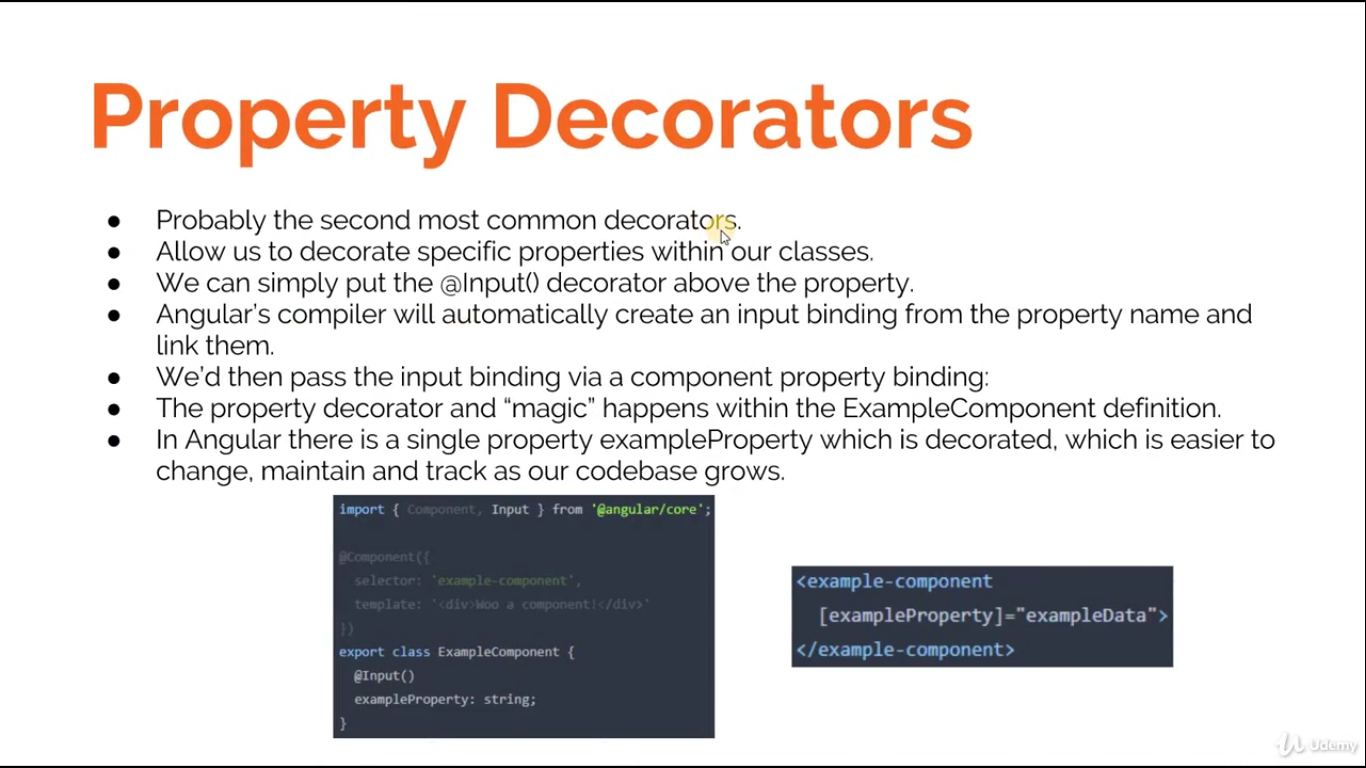 Property Decorators
● Probably the second most common decorators.
● Allow us to decorate specific properties within our classes.
● We can simply put the @Input() decorator above the property.
● Angular’s compiler will automatically create an input binding from the property name and
link them.
● We’d then pass the input binding via a component property binding:
● The property decorator and “magic” happens within the ExampleComponent definition.
● In Angular there is a single property exampleProperty which is decorated, which is easier to
change, maintain and track as our codebase grows.
import { Component, Input } from '@angular/core';
@Component({
selector: 'example-component',
template: '<div>Woo a component!</div>'
})
export class ExampleComponent {
@Input()
exampleProperty: string;
}
<example-component
[exampleProperty]="exampleData">
</example-component>
Udemy